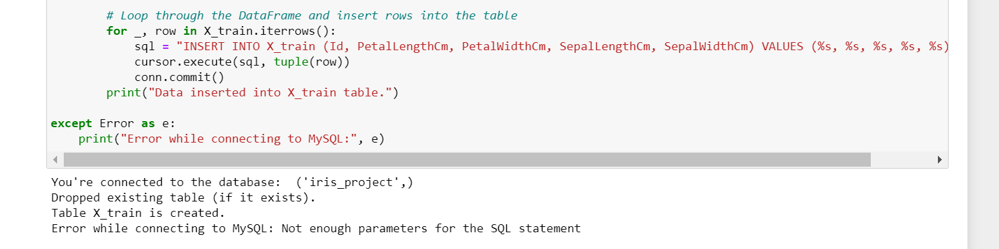 # Loop through the DataFrame and insert rows into the table
for _, row in X_train.iterrows():
sql = "INSERT INTO X_train (Id, PetalLengthCm, PetalWidthCm, SepalLengthCm, SepalWidthCm) VALUES (%s, %s, %s, %s, %s)
cursor.execute(sql, tuple(row))
conn.commit()
print("Data inserted into X_train table.")
except Error as e:
print("Error while connecting to MySQL:", e)
You're connected to the database:  ('iris_project',)
Dropped existing table (if it exists).
Table X_train is created.
Error while connecting to MySQL: Not enough parameters for the SQL statement